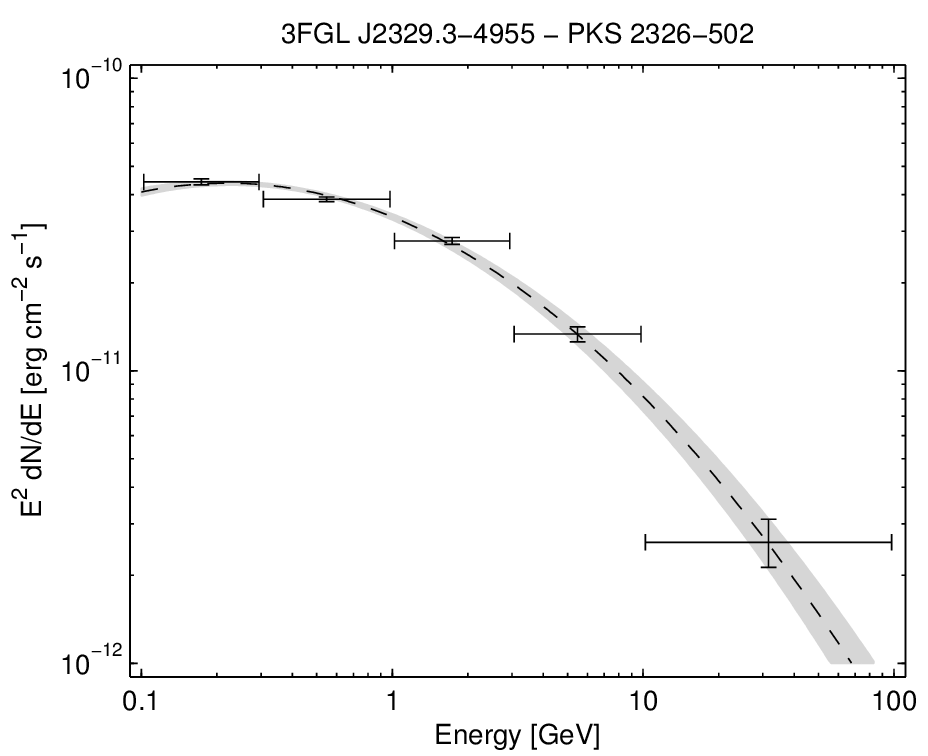 3FGL J2329.3−4955 − PKS 2326−502
10⁻¹⁰
10⁻¹¹
10⁻¹²
E² dN/dE [erg cm⁻² s⁻¹]
0.1 1 10 100
Energy [GeV]